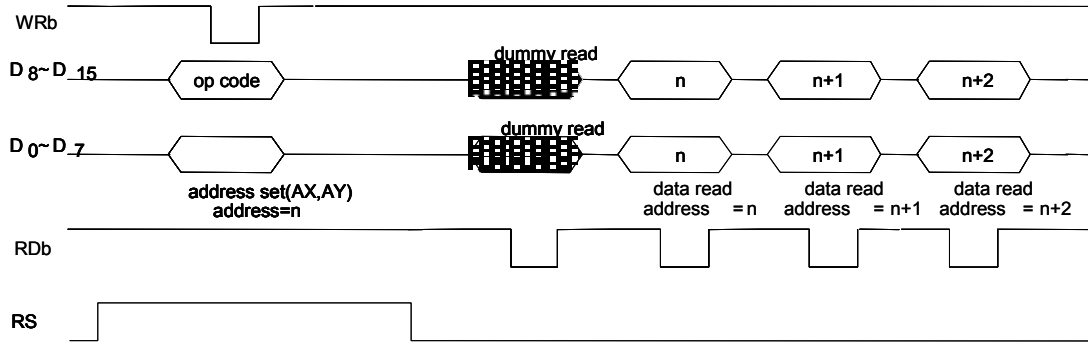 WRb
dummy read
D 8~ D 15 op code n n+1 n+2
dummy read
D 0~ D 7 n n+1 n+2
address set(AX,AY) data read data read data read
address=n address = n address = n+1 address = n+2
RDb
RS